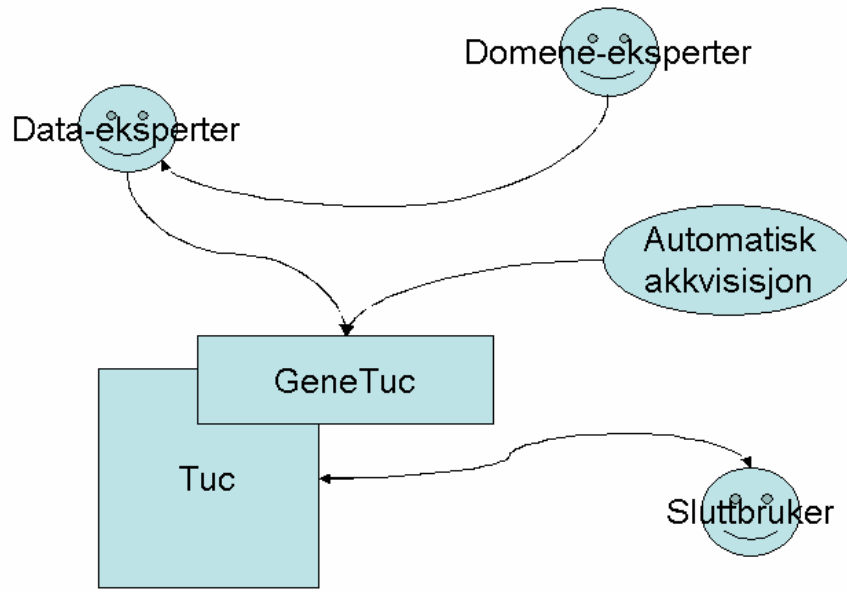 Domene-eksperter
Data-eksperter
Automatisk
akkvisisjon
GeneTuc
Tuc
Sluttbruker